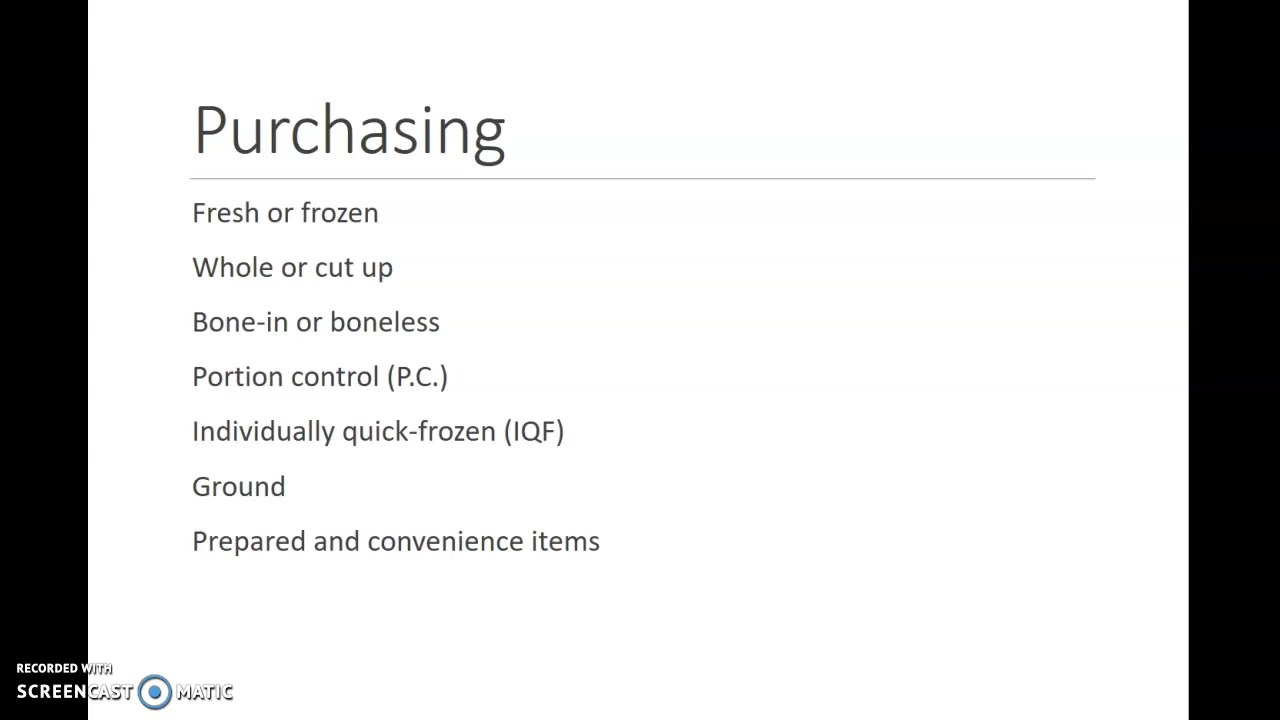 Purchasing
Fresh or frozen
Whole or cut up
Bone-in or boneless
Portion control (P.C.)
Individually quick-frozen (IQF)
Ground
Prepared and convenience items
RECORDED WITH
SCREENCAST MATIC